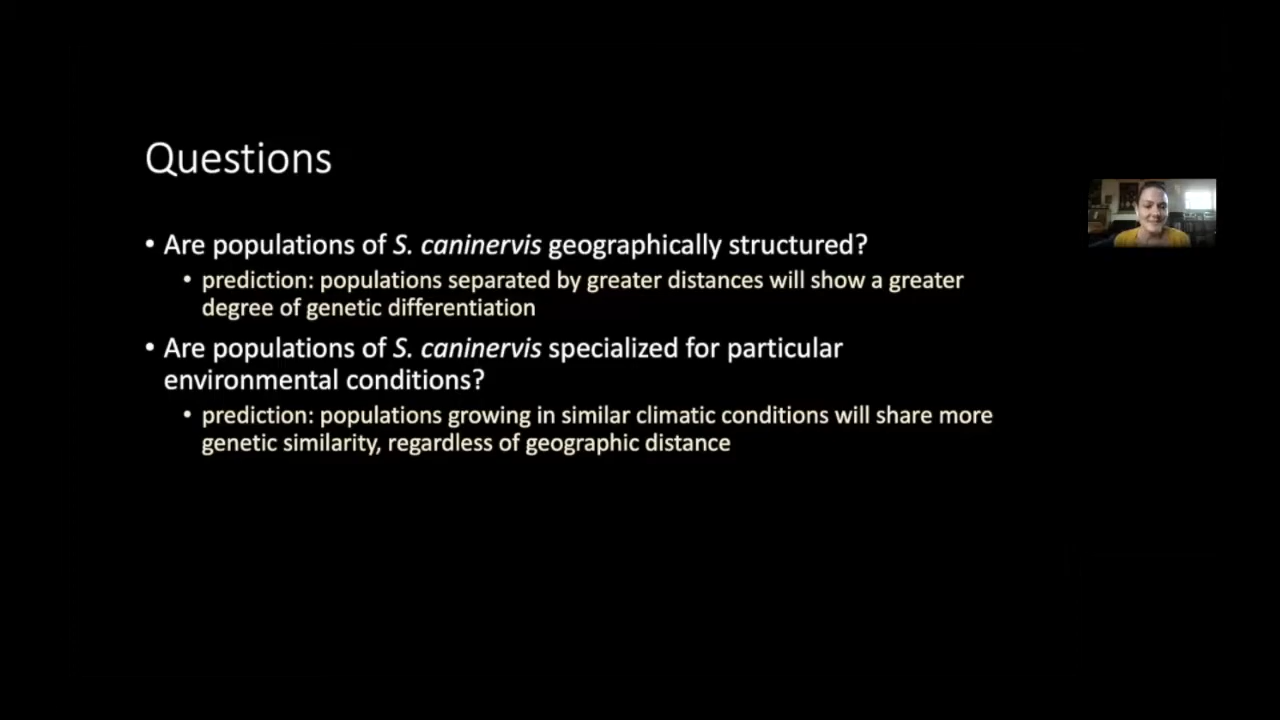 Questions
• Are populations of S. caninervis geographically structured?
• prediction: populations separated by greater distances will show a greater
degree of genetic differentiation
• Are populations of S. caninervis specialized for particular
environmental conditions?
• prediction: populations growing in similar climatic conditions will share more
genetic similarity, regardless of geographic distance